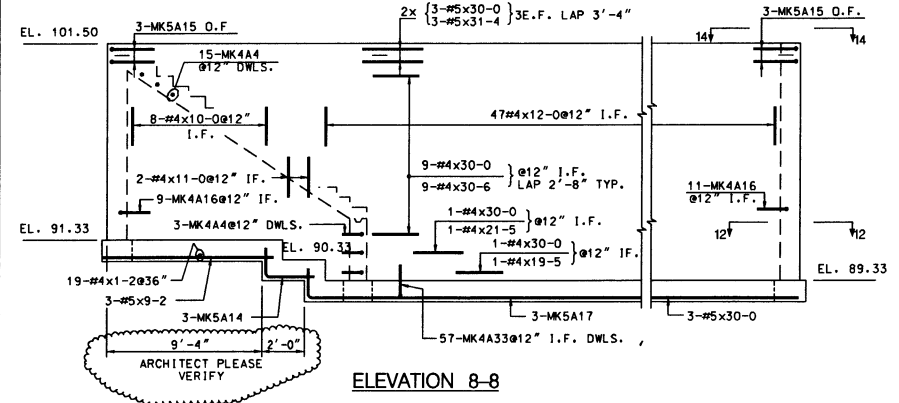 3-MK5A15 O.F
2x {3-#5x30-0
3-#5x31-4} 3E.F. LAP 3'-4"
3-MK5A15 O.F.
EL. 101.50
14
14
15-MK4A4
@12" DWLS.
8-#4x10-0@12"
I.F.
47#4x12-0@12" I.F.
2-#4x11-0@12" IF.
9-#4x30-0
9-#4x30-6
} @12" I.F.
LAP 2'-8" TYP.
9-MK4A16@12" IF.
11-MK4A16
@12" I.F.
3-MK4A4@12" DWLS.
1-#4x30-0
1-#4x21-5
} @12" I.F.
12
12
EL. 91.33
EL. 90.33
1-#4x30-0
1-#4x19-5
} @12" IF.
EL. 89.33
19-#4x1-2@36"
3-#5x9-2
3-MK5A14
3-MK5A17
3-#5x30-0
57-MK4A33@12" I.F. DWLS.
9'-4"
2'-0"
ARCHITECT PLEASE
VERIFY
ELEVATION 8-8